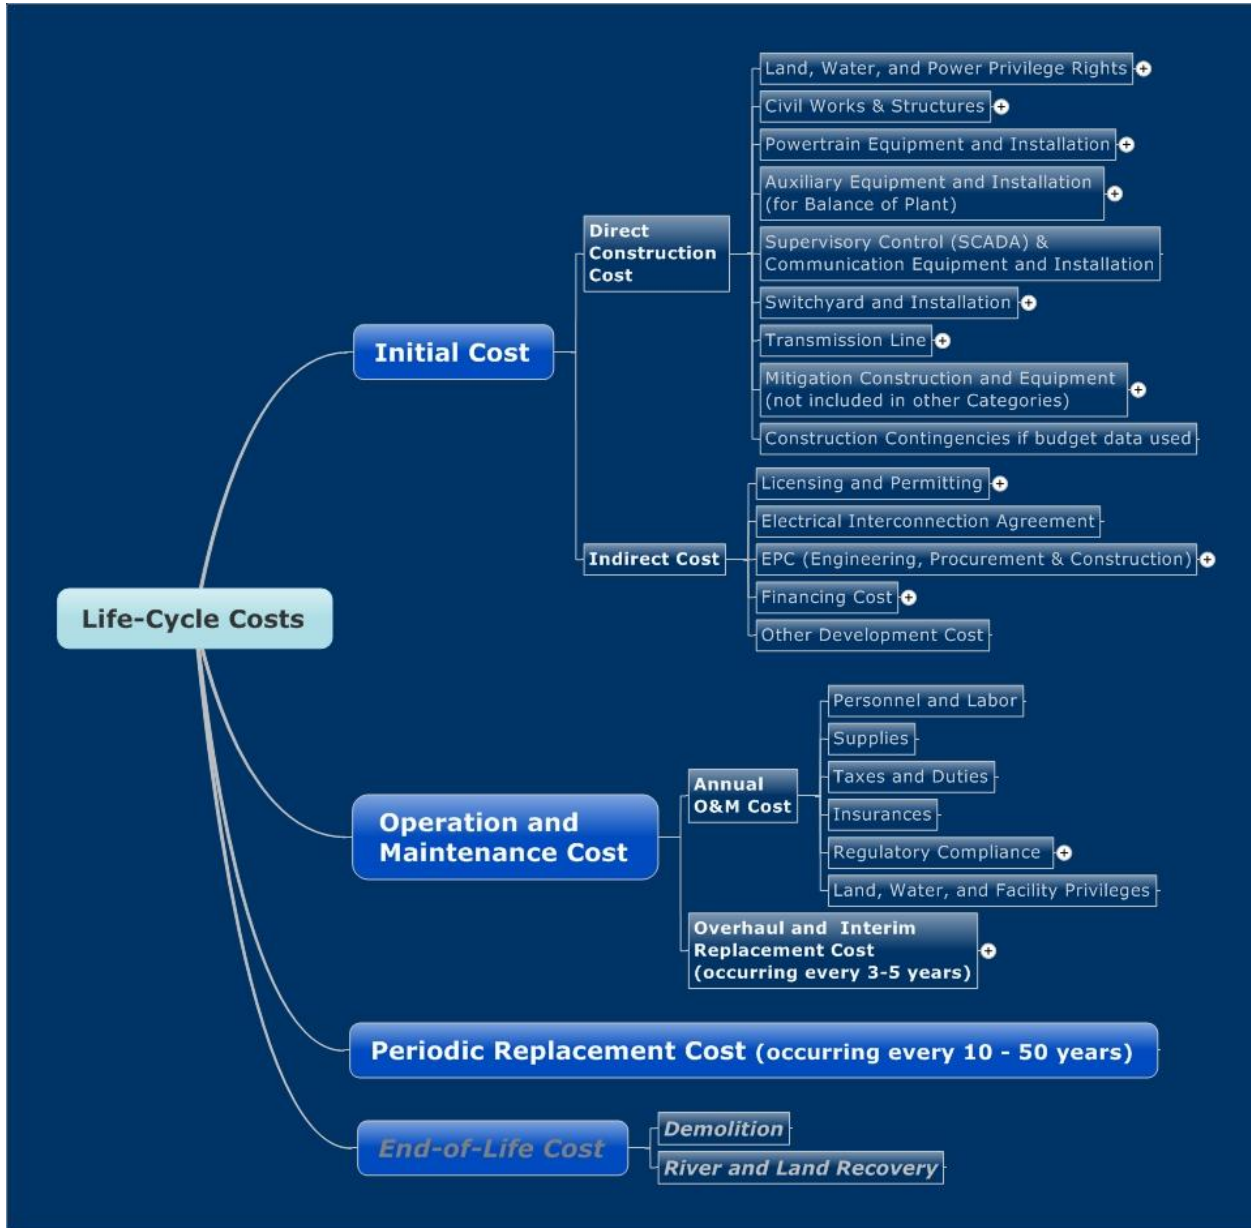 Land, Water, and Power Privilege Rights
Civil Works & Structures
Powertrain Equipment and Installation
Auxiliary Equipment and Installation
(for Balance of Plant)
Direct
Construction
Cost
Supervisory Control (SCADA) &
Communication Equipment and Installation
Switchyard and Installation
Transmission Line
Initial Cost
Mitigation Construction and Equipment
(not included in other Categories)
Construction Contingencies if budget data used
Licensing and Permitting
Electrical Interconnection Agreement
Indirect Cost
EPC (Engineering, Procurement & Construction)
Financing Cost
Other Development Cost
Life-Cycle Costs
Personnel and Labor
Supplies
Annual
O&M Cost
Taxes and Duties
Insurances
Operation and
Maintenance Cost
Regulatory Compliance
Land, Water, and Facility Privileges
Overhaul and Interim
Replacement Cost
(occurring every 3-5 years)
Periodic Replacement Cost (occurring every 10 - 50 years)
End-of-Life Cost
Demolition
River and Land Recovery